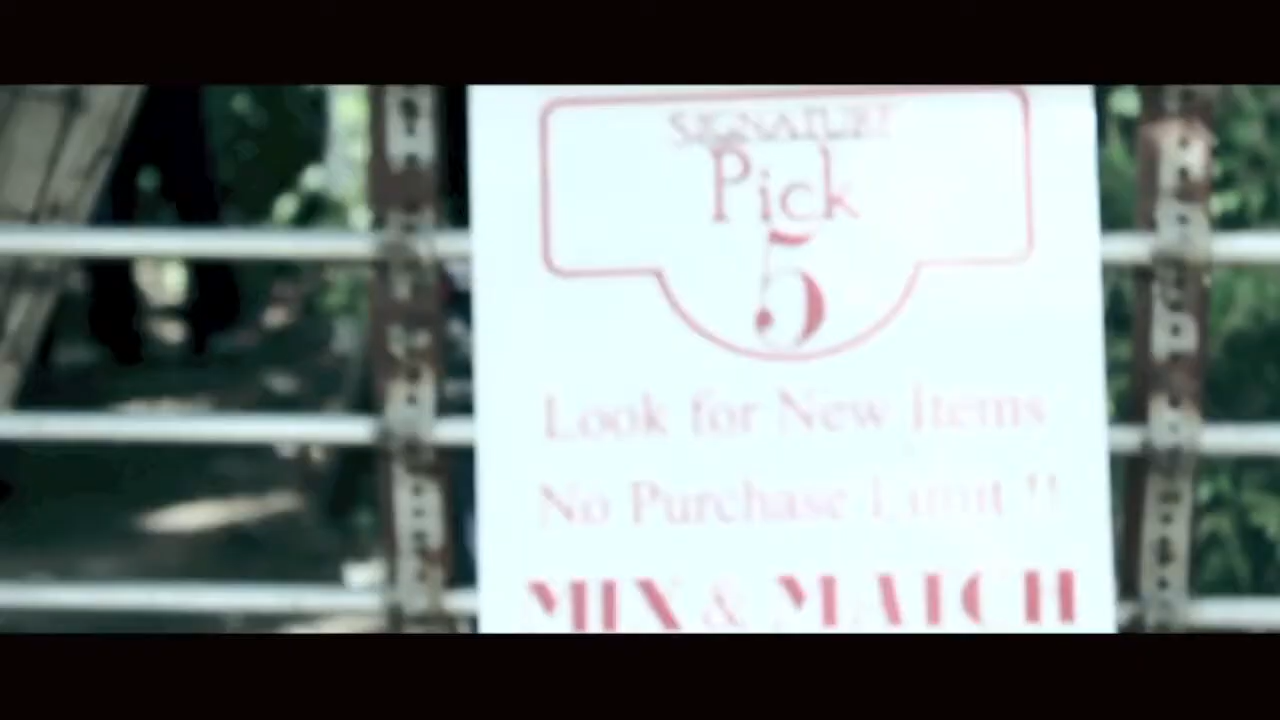 SIGNATURE
Pick
5
Look for New Items
No Purchase Limit !!
MIX & MATCH